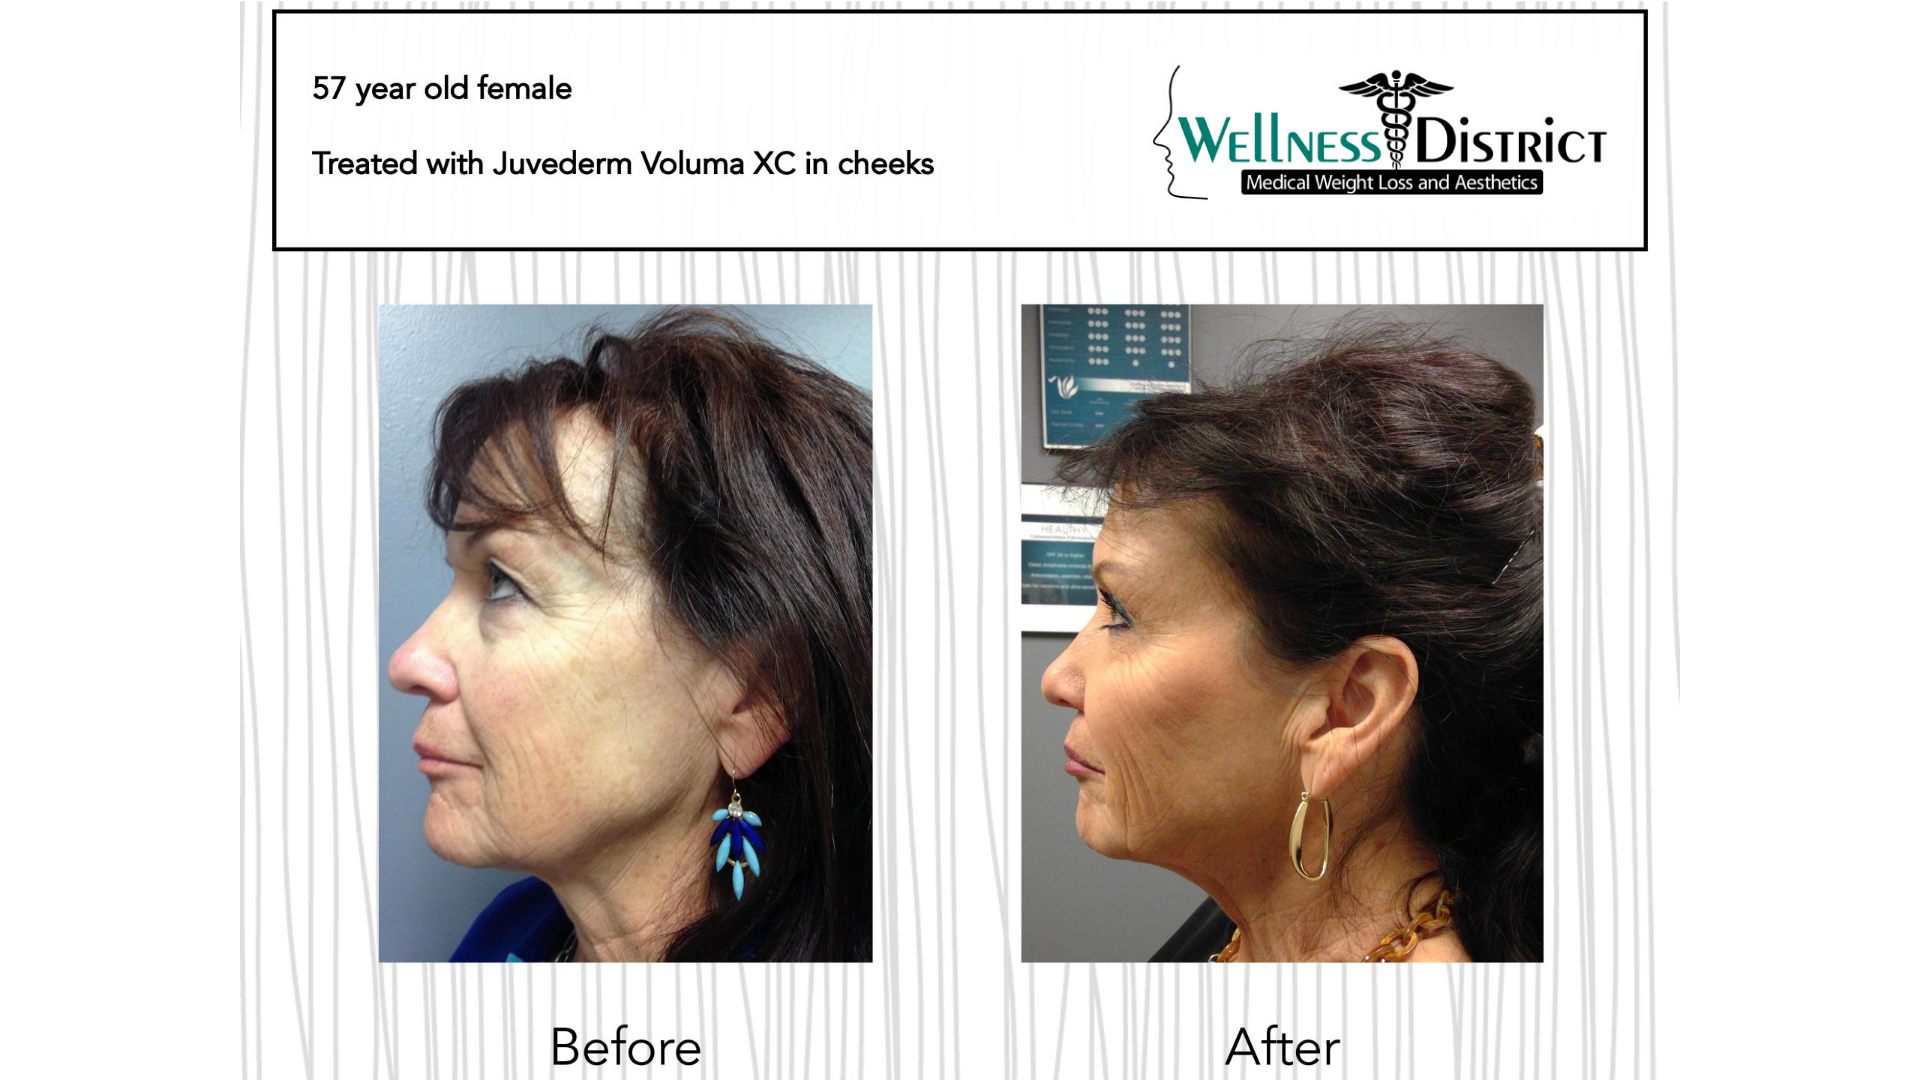 57 year old female
Treated with Juvederm Voluma XC in cheeks
WELLNESS DISTRICT
Medical Weight Loss and Aesthetics
HEALTHY
Before
After